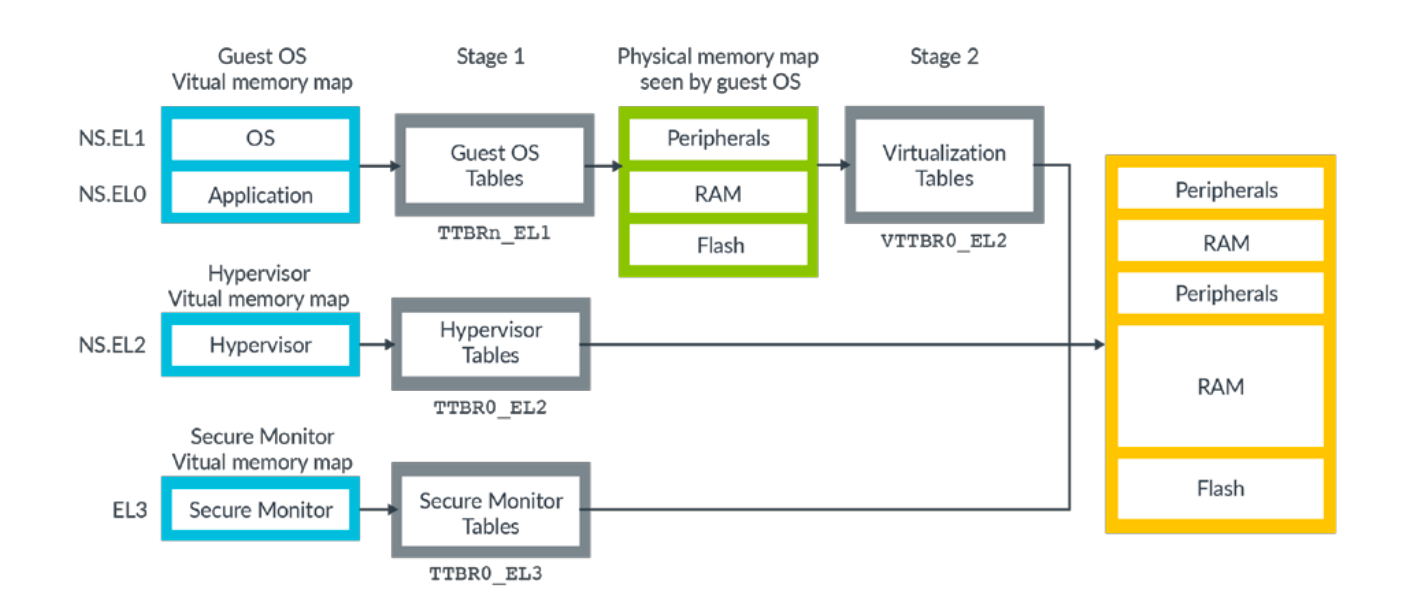 Guest OS
Vitual memory map
Stage 1
Physical memory map
seen by guest OS
Stage 2
NS.EL1
OS
NS.EL0
Application
Guest OS
Tables
TTBRn_EL1
Peripherals
RAM
Flash
Virtualization
Tables
VTTBR0_EL2
Hypervisor
Vitual memory map
NS.EL2
Hypervisor
Hypervisor
Tables
TTBR0_EL2
Secure Monitor
Vitual memory map
EL3
Secure Monitor
Secure Monitor
Tables
TTBR0_EL3
Peripherals
RAM
Peripherals
RAM
Flash